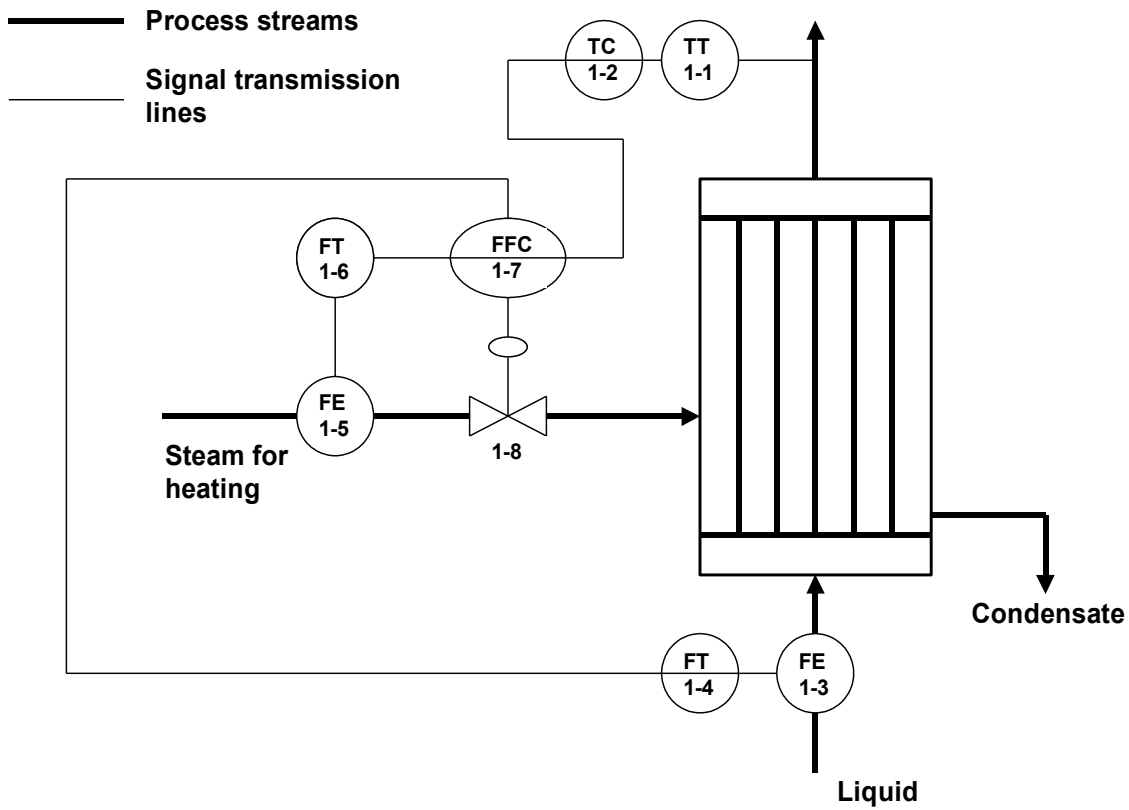 Process streams
Signal transmission
lines
TC
1-2
TT
1-1
FT
1-6
FFC
1-7
FE
1-5
1-8
Steam for
heating
Condensate
FT
1-4
FE
1-3
Liquid